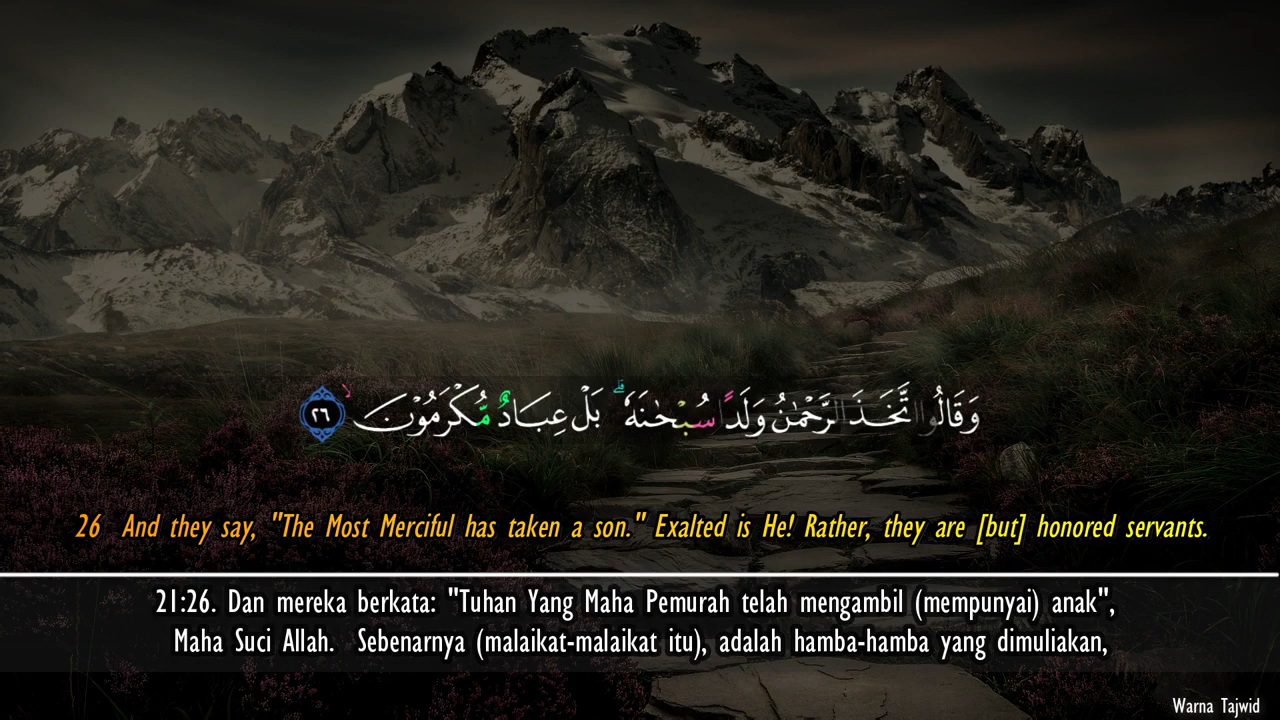 وَقَالُوا اتَّخَذَ الرَّحْمٰنُ وَلَدًا سُبْحٰنَهٗ ۗ بَلْ عِبَادٌ مُّكْرَمُوْنَ ۙ ٢٦
26 And they say, "The Most Merciful has taken a son." Exalted is He! Rather, they are [but] honored servants.
21:26. Dan mereka berkata: "Tuhan Yang Maha Pemurah telah mengambil (mempunyai) anak",
Maha Suci Allah. Sebenarnya (malaikat-malaikat itu), adalah hamba-hamba yang dimuliakan,
Warna Tajwid